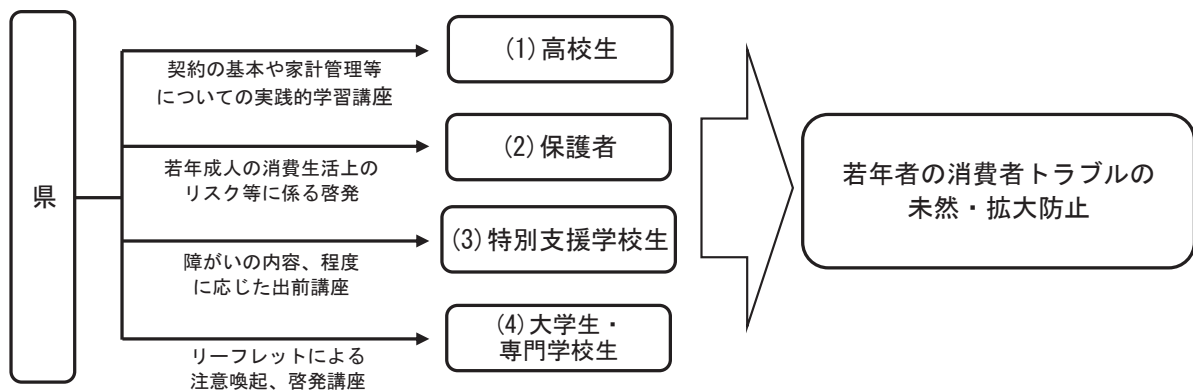 県
契約の基本や家計管理等
についての実践的学習講座
(1)高校生
若年成人の消費生活上の
リスク等に係る啓発
(2)保護者
障がいの内容、程度
に応じた出前講座
(3)特別支援学校生
リーフレットによる
注意喚起、啓発講座
(4)大学生・
専門学校生
若年者の消費者トラブルの
未然・拡大防止